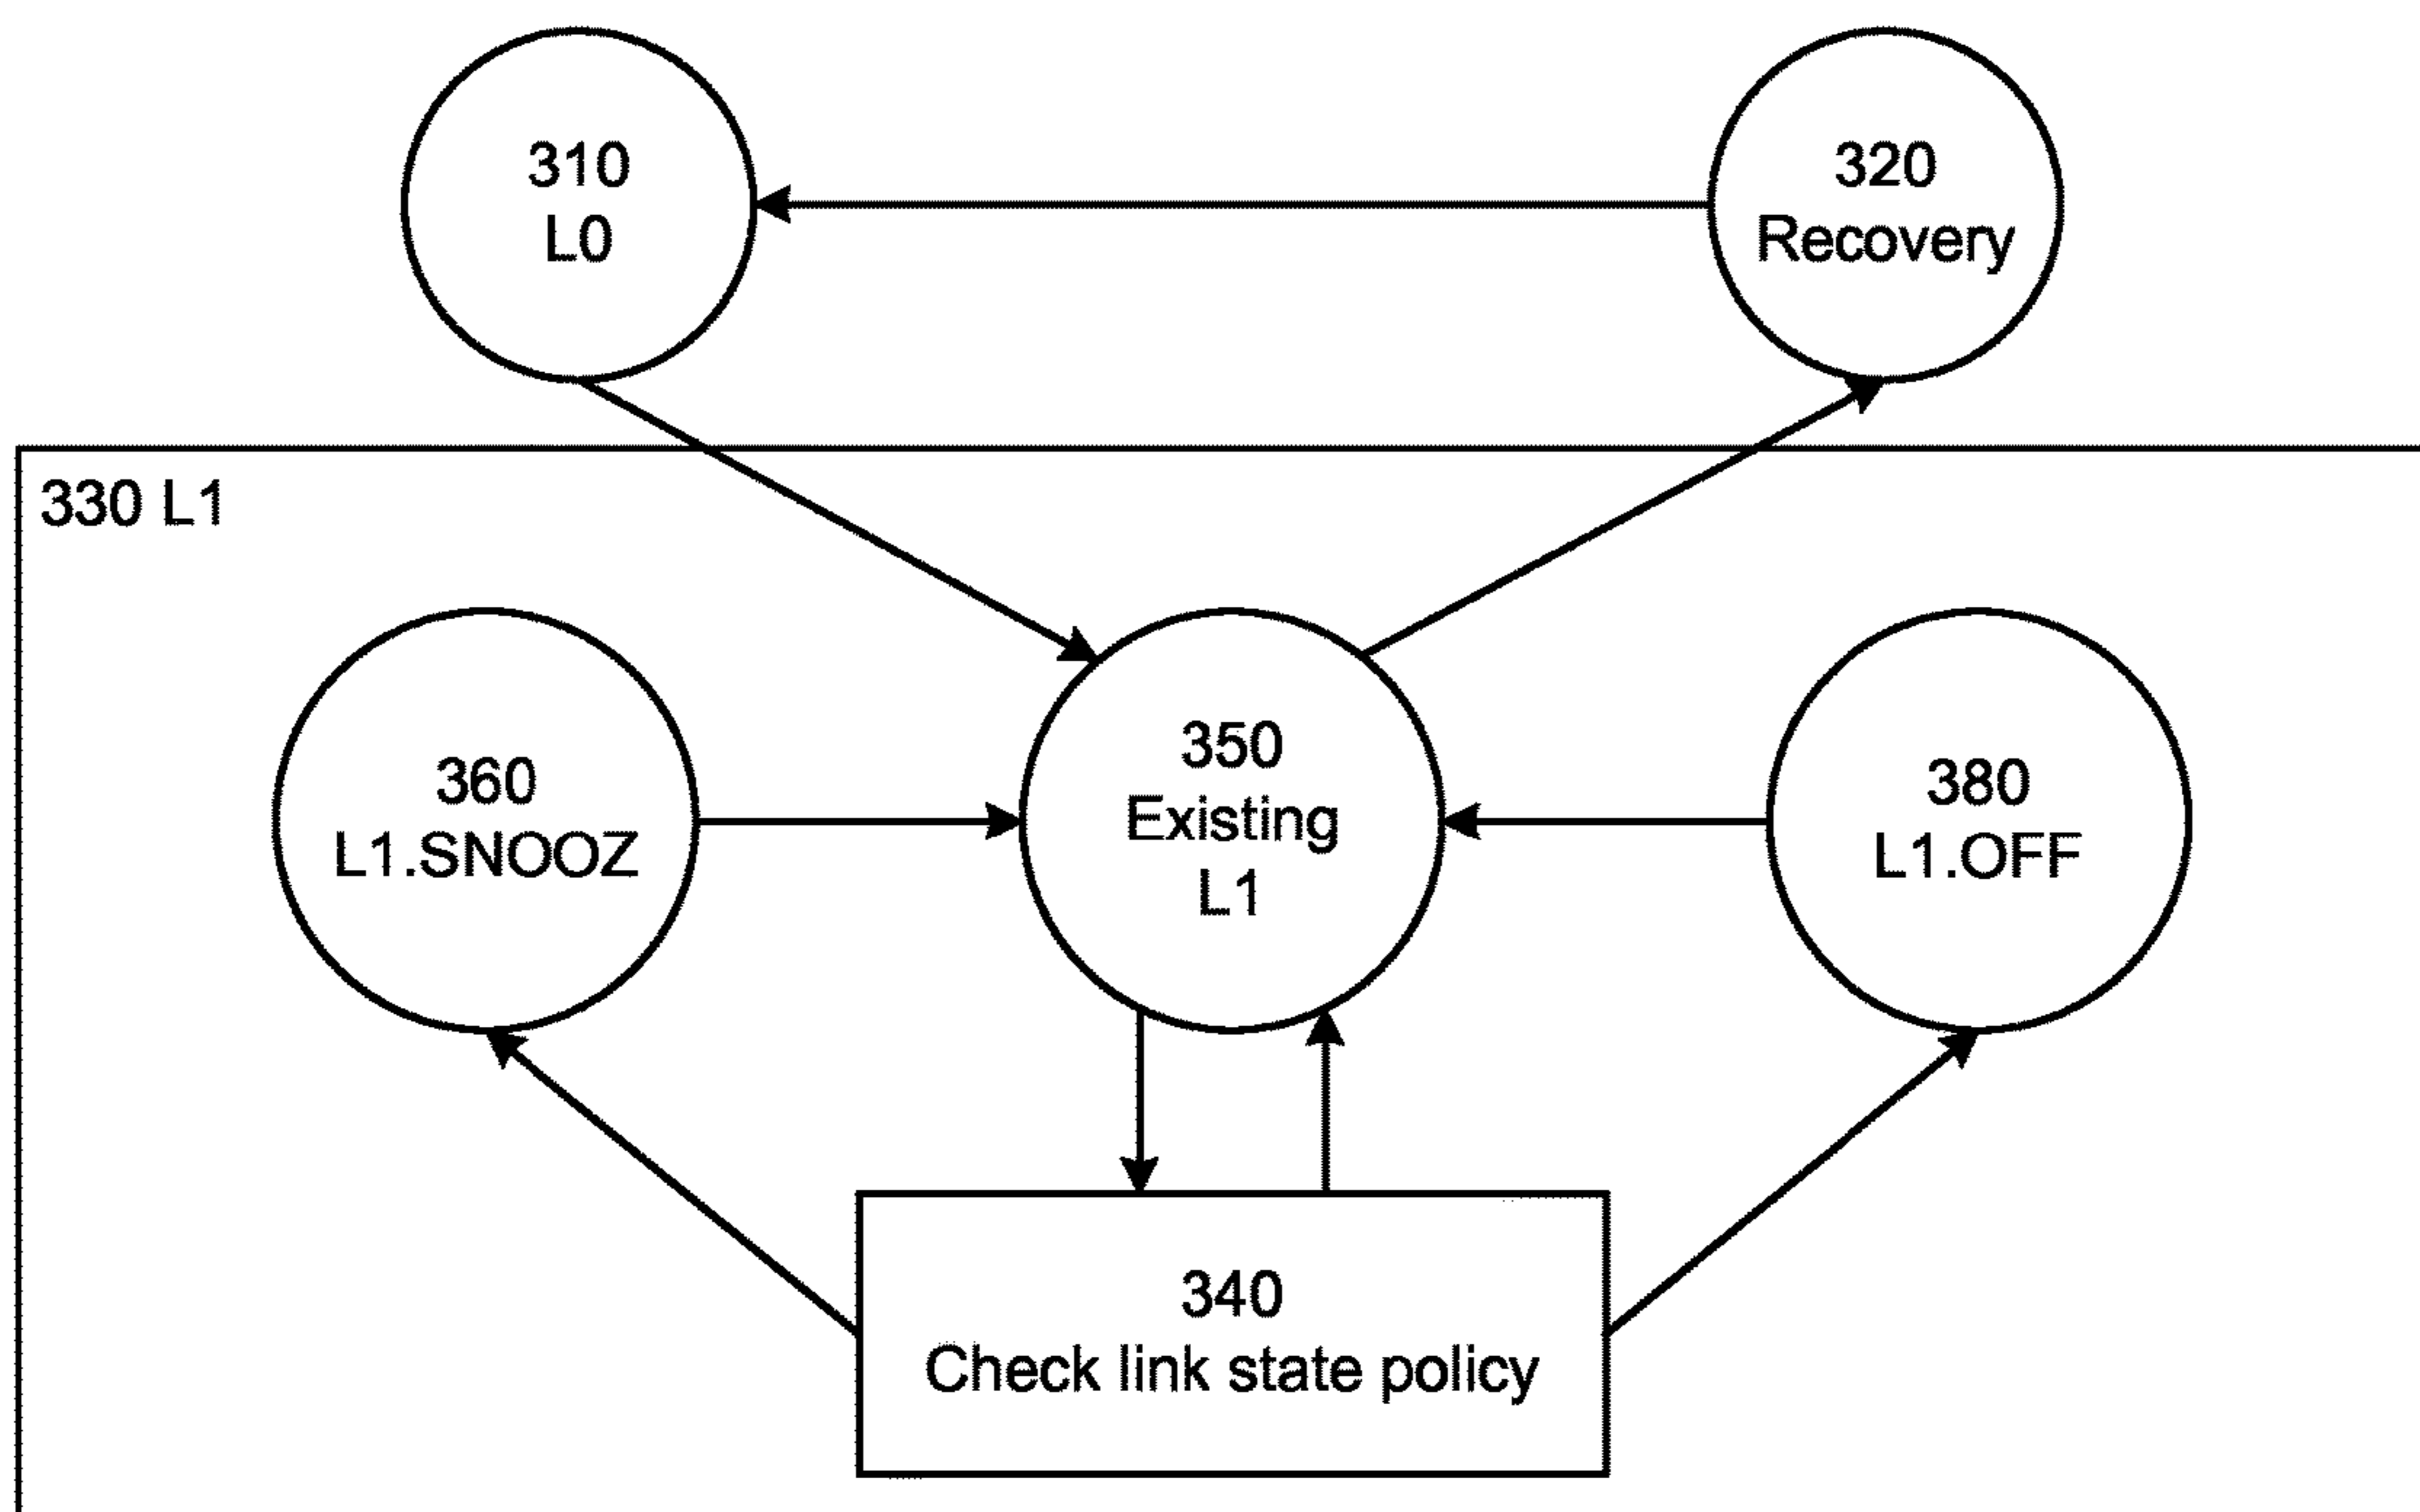 310
L0
320
Recovery
330 L1
360
L1.SNOOZ
350
Existing
L1
380
L1.OFF
340
Check link state policy